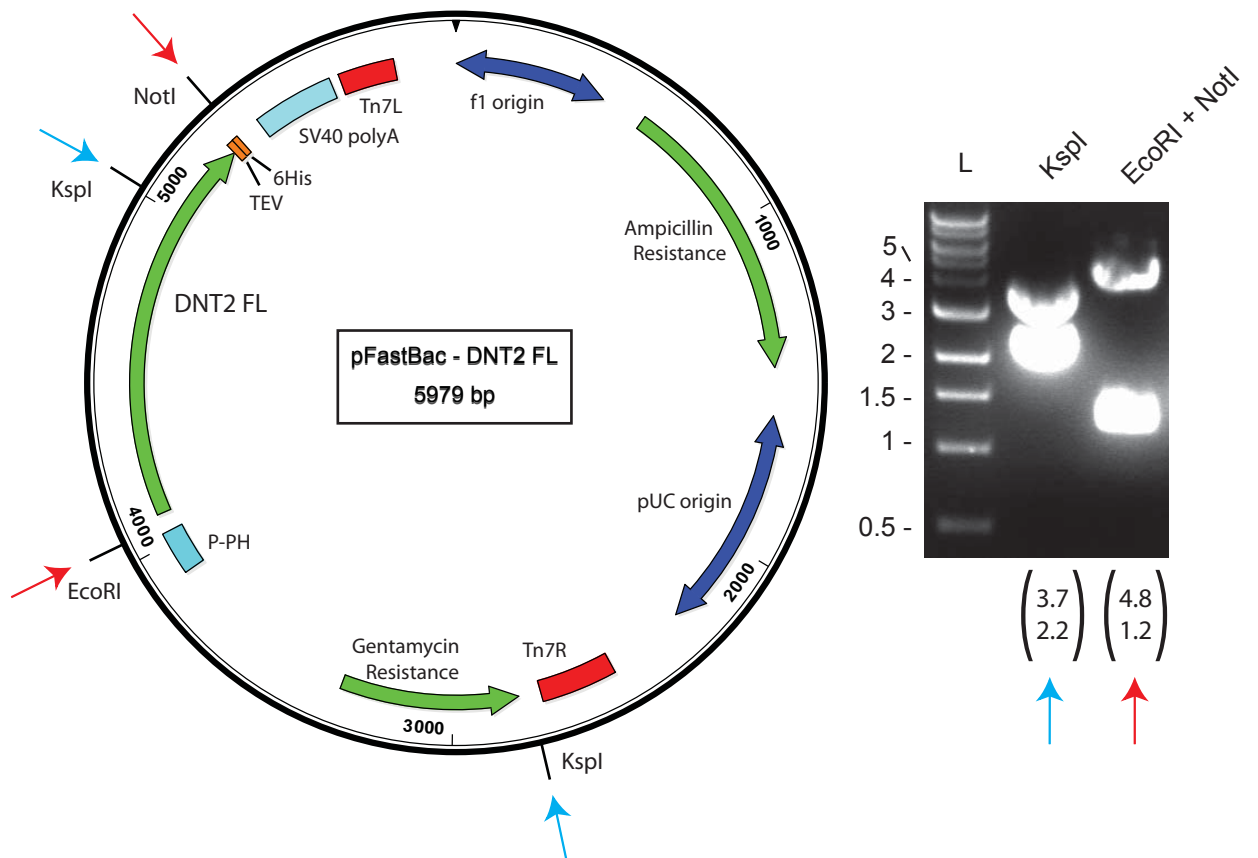 NotI
KspI
5000
Tn7L
SV40 polyA
6His
TEV
f1 origin
Ampicillin
Resistance
1000
DNT2 FL
pFastBac - DNT2 FL
5979 bp
4000
P-PH
EcoRI
pUC origin
2000
Gentamycin
Resistance
Tn7R
3000
KspI
L
KspI
EcoRI + NotI
5 \
4 -
3 -
2 -
1.5 -
1 -
0.5 -
3.7
2.2
4.8
1.2